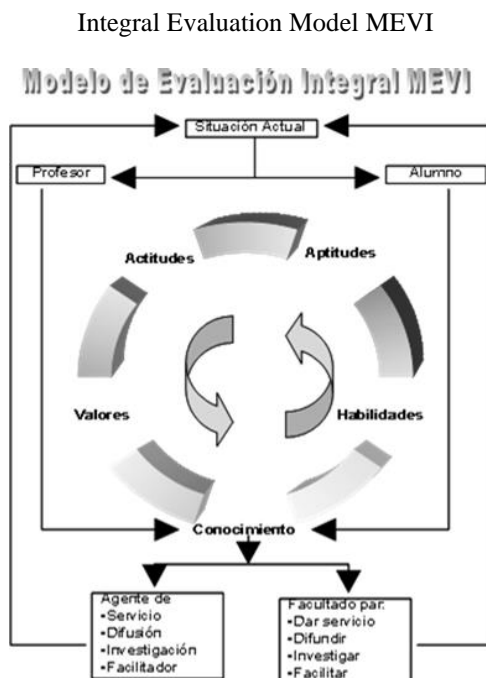 Integral Evaluation Model MEVI
Modelo de Evaluación Integral MEVI
Situación Actual
Profesor
Alumno
Actitudes
Aptitudes
Valores
Habilidades
Conocimiento
Agente de
-Servicio
-Difusión
-Investigación
-Facilitador
Facultado par:
-Dar servicio
-Difundir
-Investigar
-Facilitar